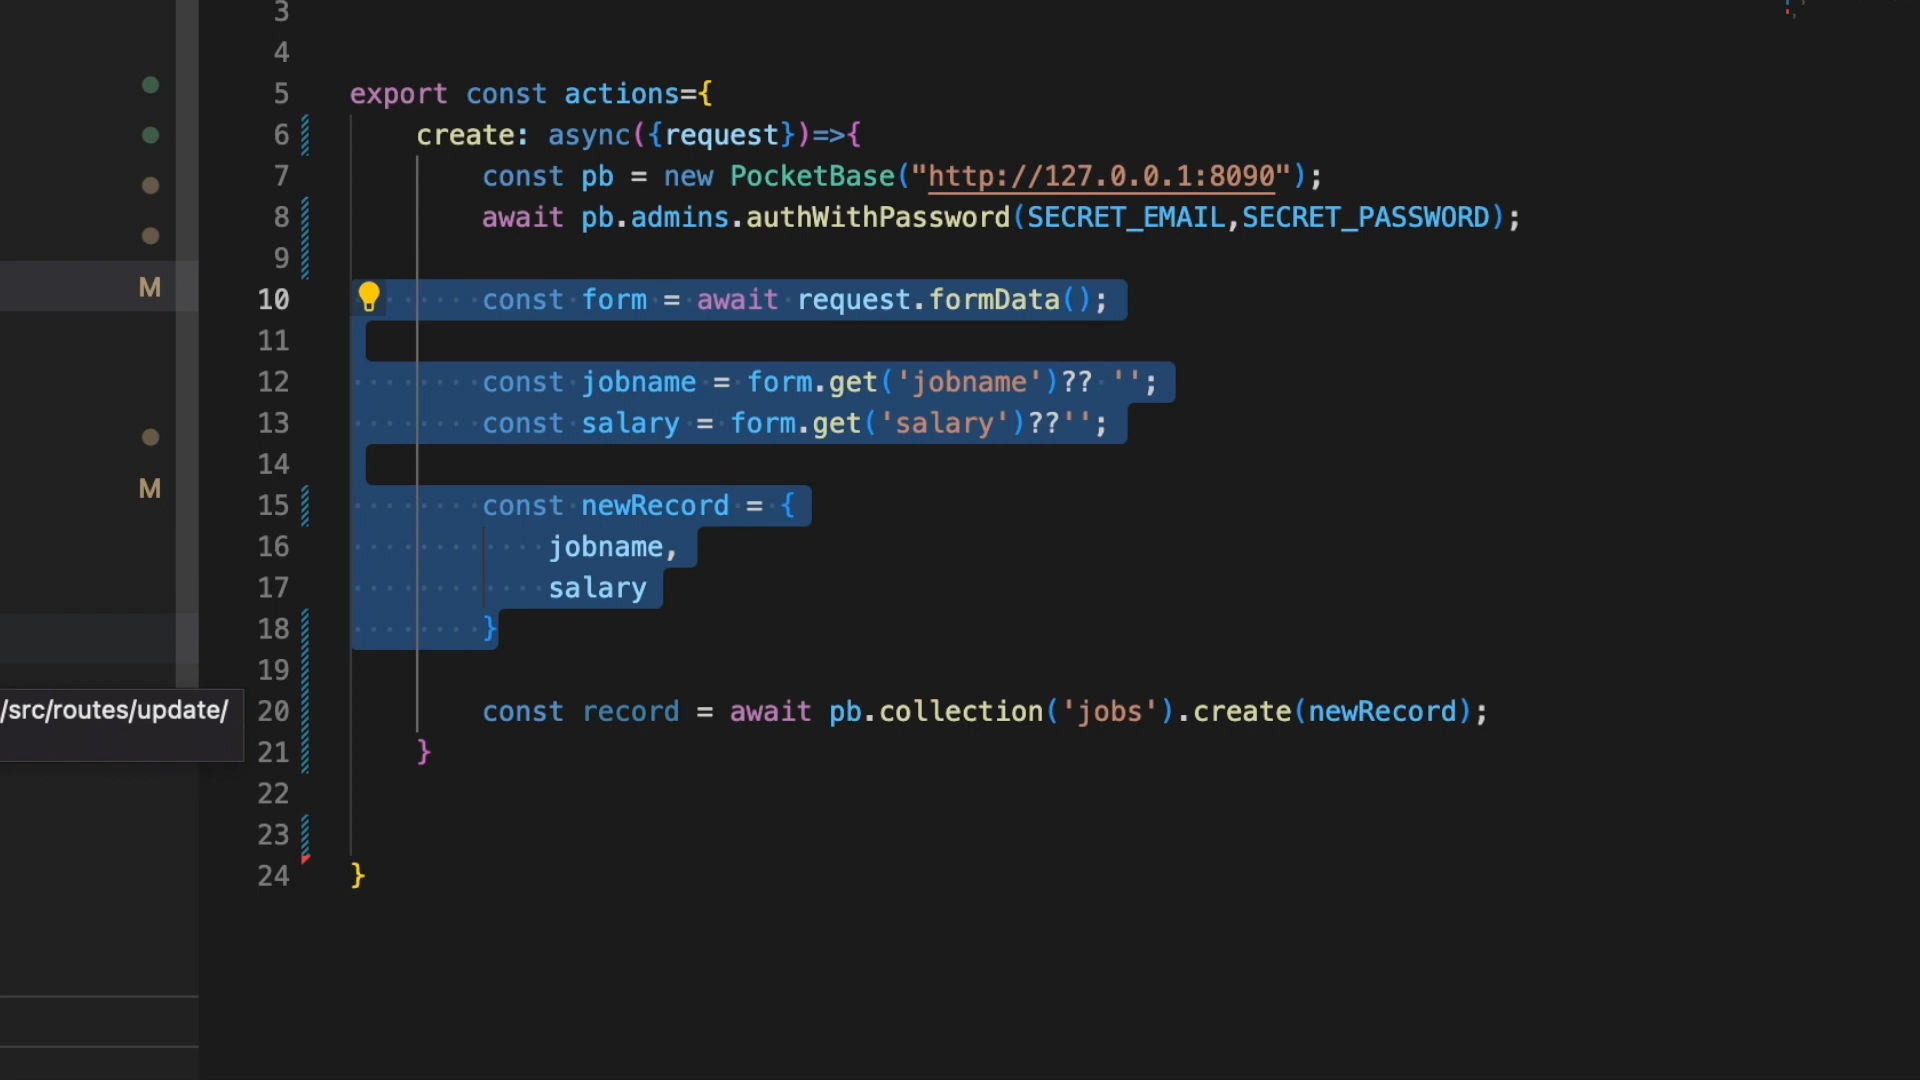 3
4
5 export const actions={
6 create: async({request})=>{
7 const pb = new PocketBase("http://127.0.0.1:8090");
8 await pb.admins.authWithPassword(SECRET_EMAIL,SECRET_PASSWORD);
9
M 10 const form = await request.formData();
11
12 const jobname = form.get('jobname')?? '';
13 const salary = form.get('salary')??'';
14
M 15 const newRecord = {
16 jobname,
17 salary
18 }
19
/src/routes/update/ 20 const record = await pb.collection('jobs').create(newRecord);
21 }
22
23
24 }